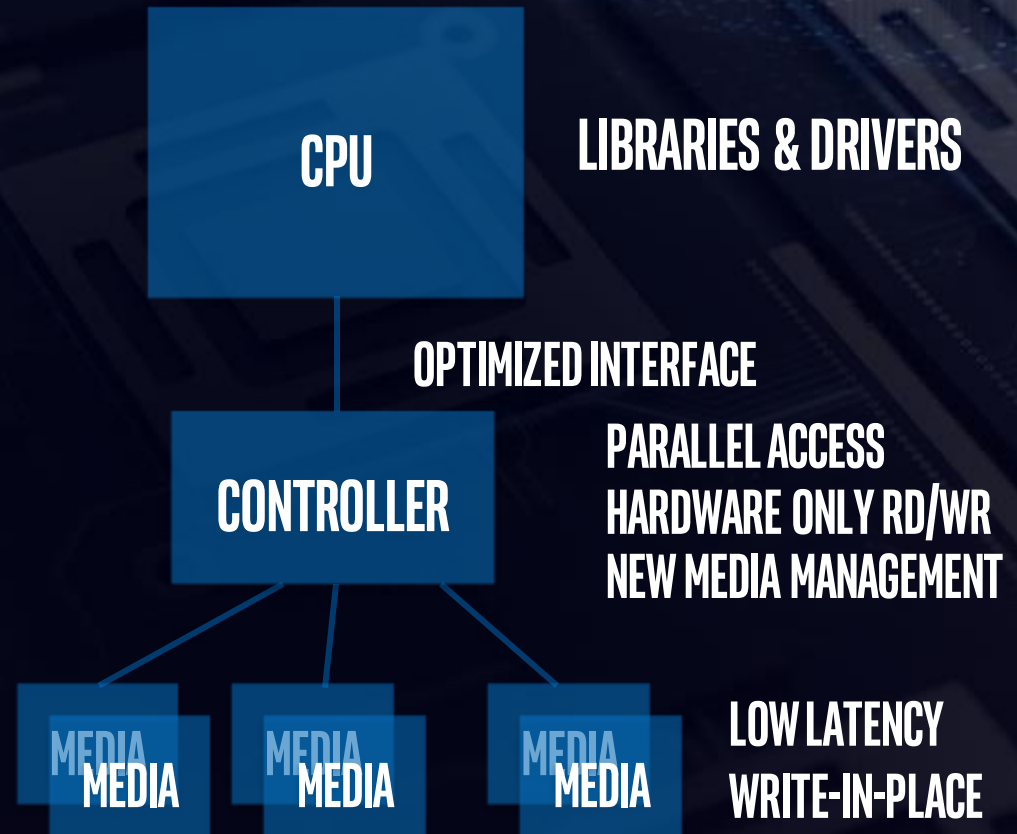 CPU
LIBRARIES & DRIVERS
OPTIMIZED INTERFACE
CONTROLLER
PARALLEL ACCESS
HARDWARE ONLY RD/WR
NEW MEDIA MANAGEMENT
MEDIA
MEDIA
MEDIA
MEDIA
MEDIA
MEDIA
LOW LATENCY
WRITE-IN-PLACE